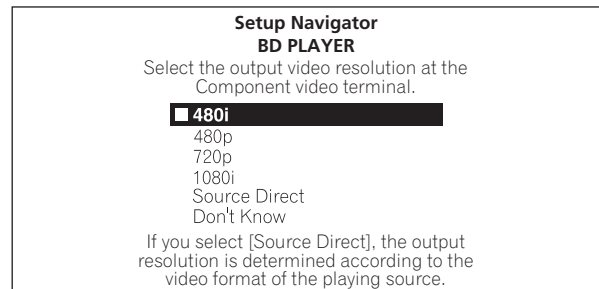 Setup Navigator
BD PLAYER
Select the output video resolution at the
Component video terminal.
480i
480p
720p
1080i
Source Direct
Don't Know
If you select [Source Direct], the output
resolution is determined according to the
video format of the playing source.